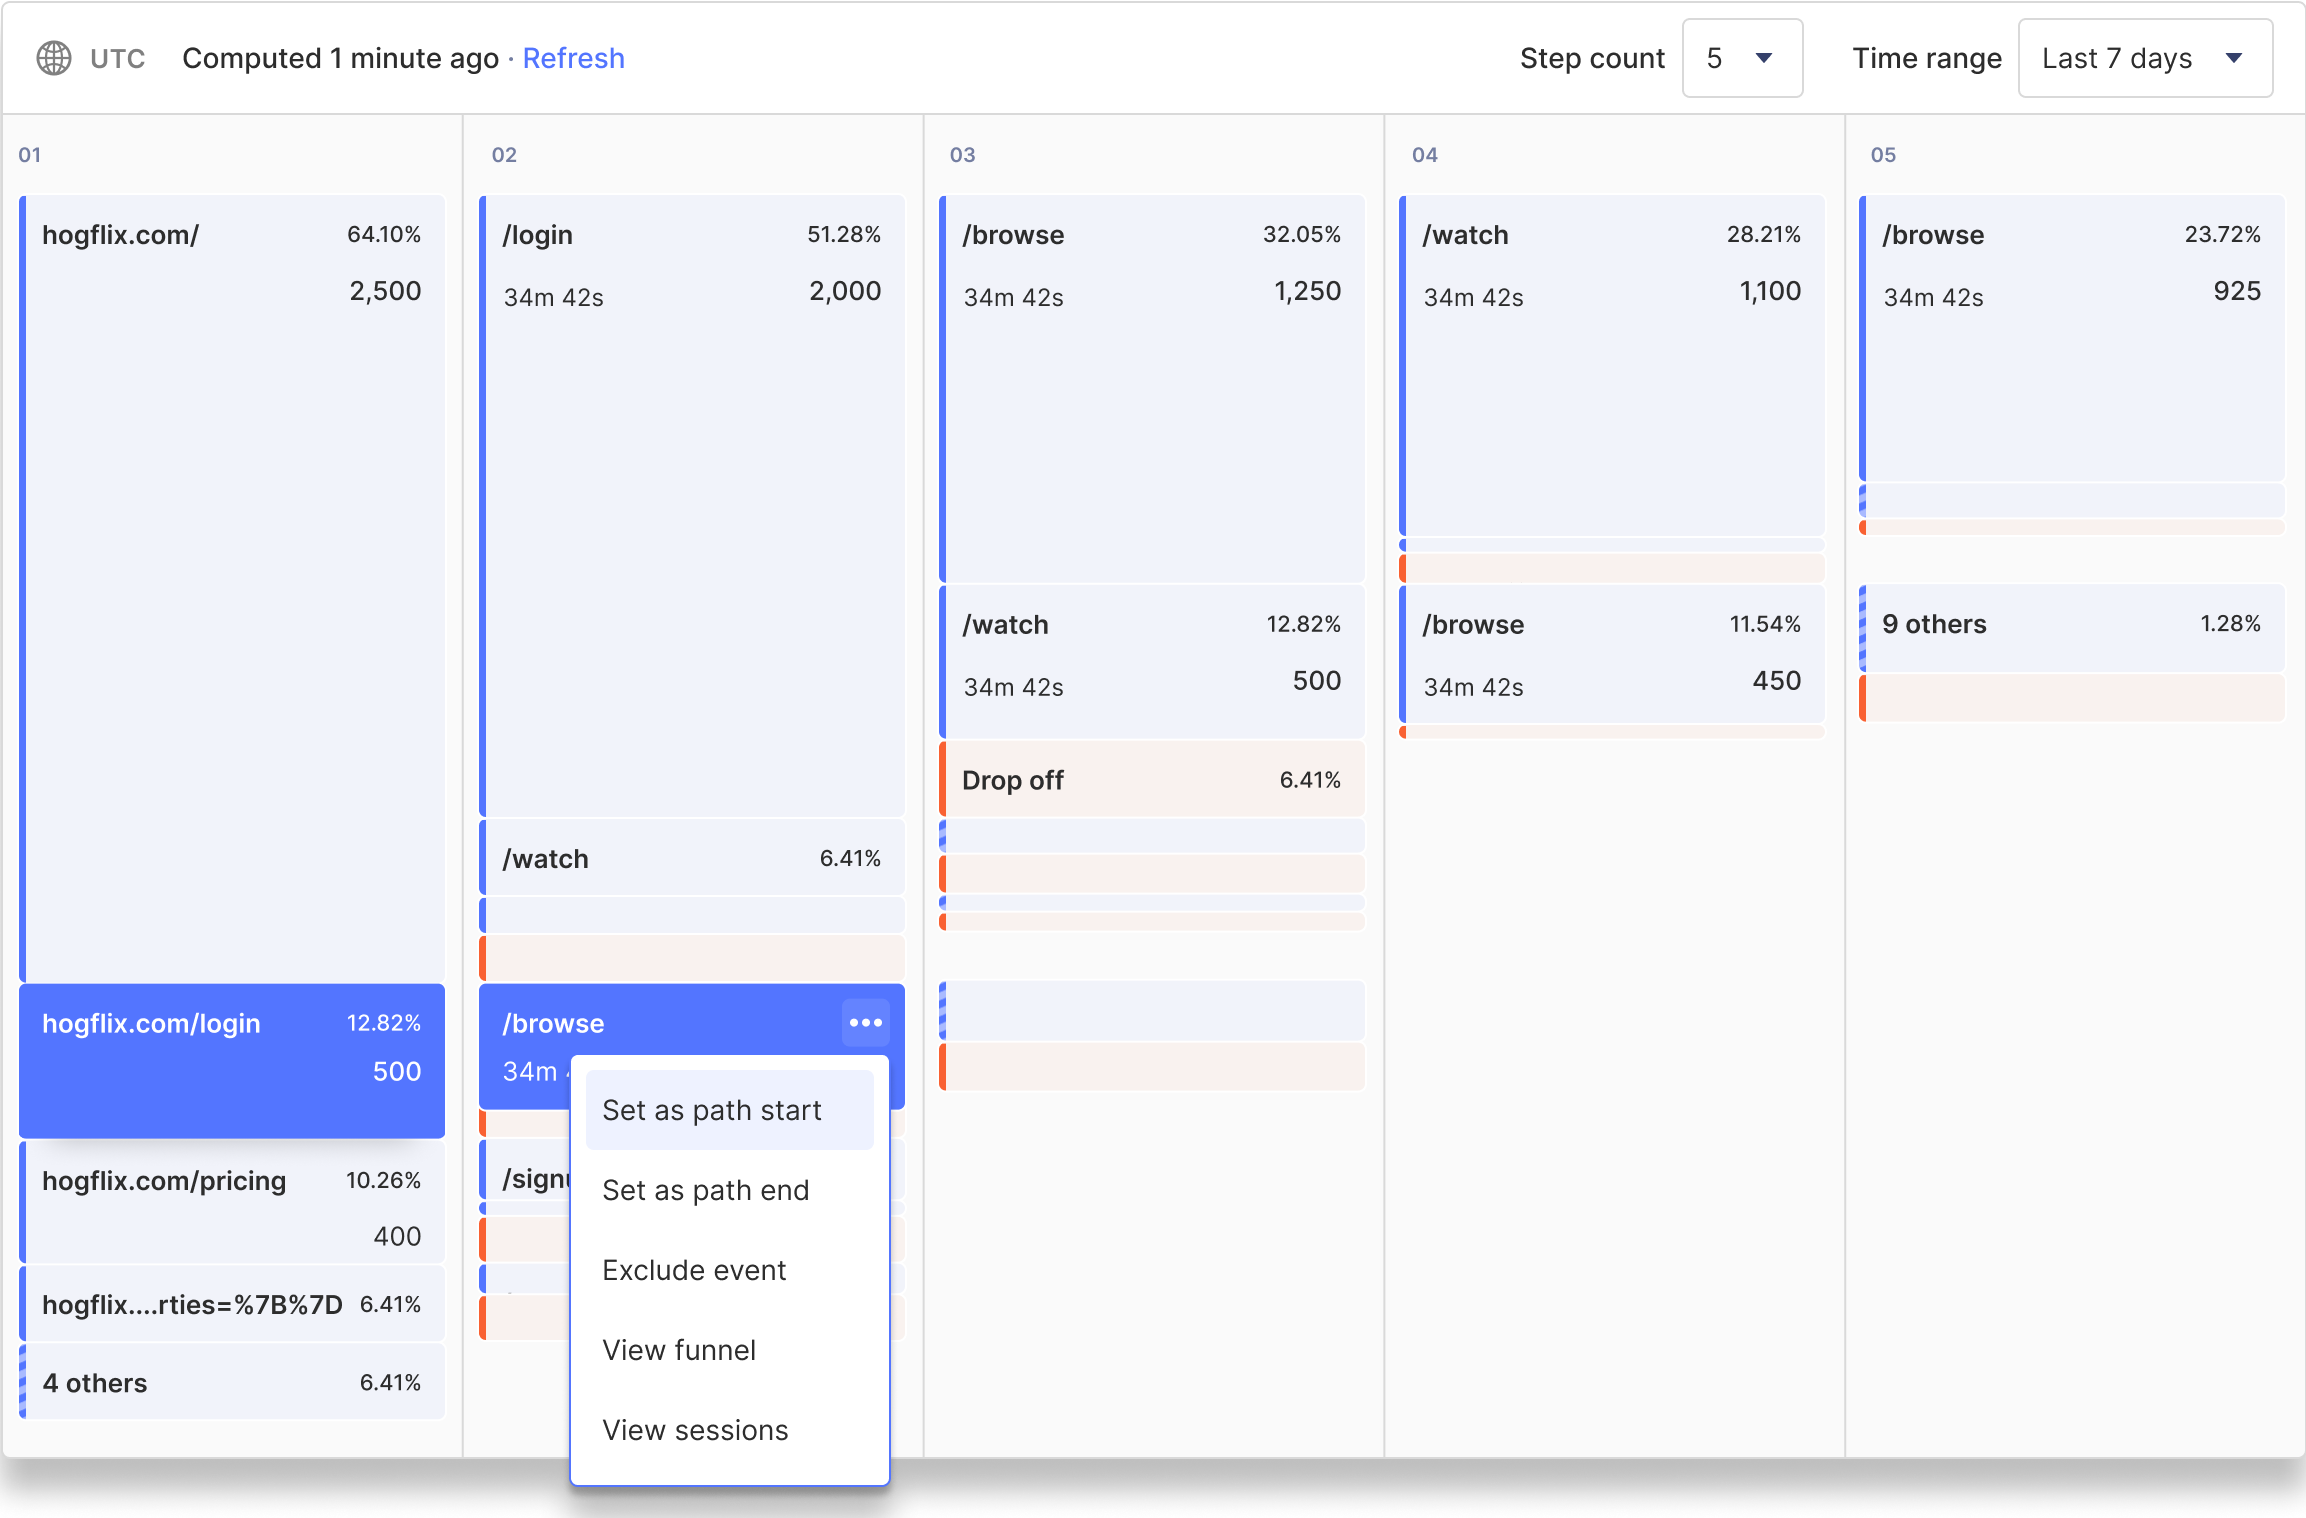 UTC Computed 1 minute ago · Refresh Step count 5 Time range Last 7 days
01
hogflix.com/ 64.10%
2,500
hogflix.com/login 12.82%
500
hogflix.com/pricing 10.26%
400
hogflix....rties=%7B%7D 6.41%
4 others 6.41%
02
/login 51.28%
34m 42s 2,000
/watch 6.41%
/browse
34m
Set as path start
Set as path end
Exclude event
View funnel
View sessions
03
/browse 32.05%
34m 42s 1,250
/watch 12.82%
34m 42s 500
Drop off 6.41%
04
/watch 28.21%
34m 42s 1,100
/browse 11.54%
34m 42s 450
05
/browse 23.72%
34m 42s 925
9 others 1.28%